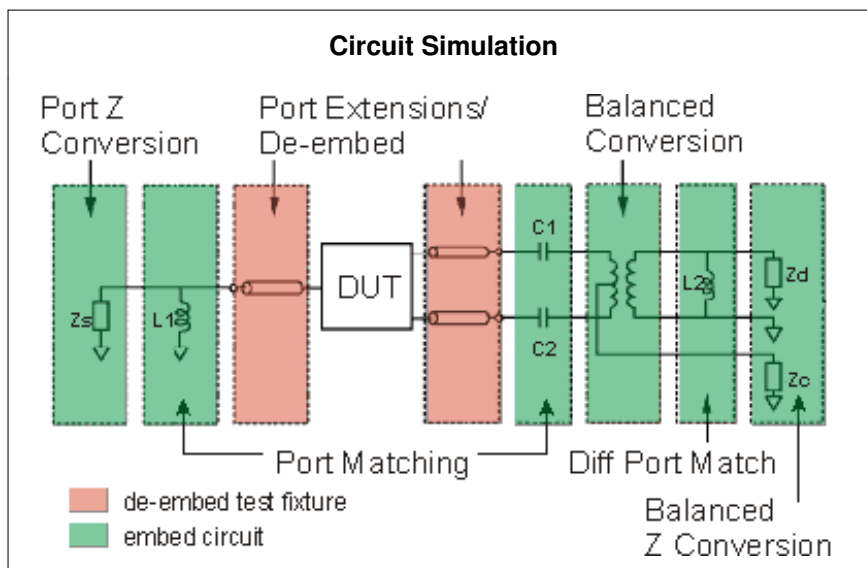 Circuit Simulation
Port Z
Conversion
Port Extensions/
De-embed
Balanced
Conversion
C1
DUT
Zs
L1
L2
Zd
C2
Zc
Port Matching
Diff Port Match
de-embed test fixture
embed circuit
Balanced
Z Conversion